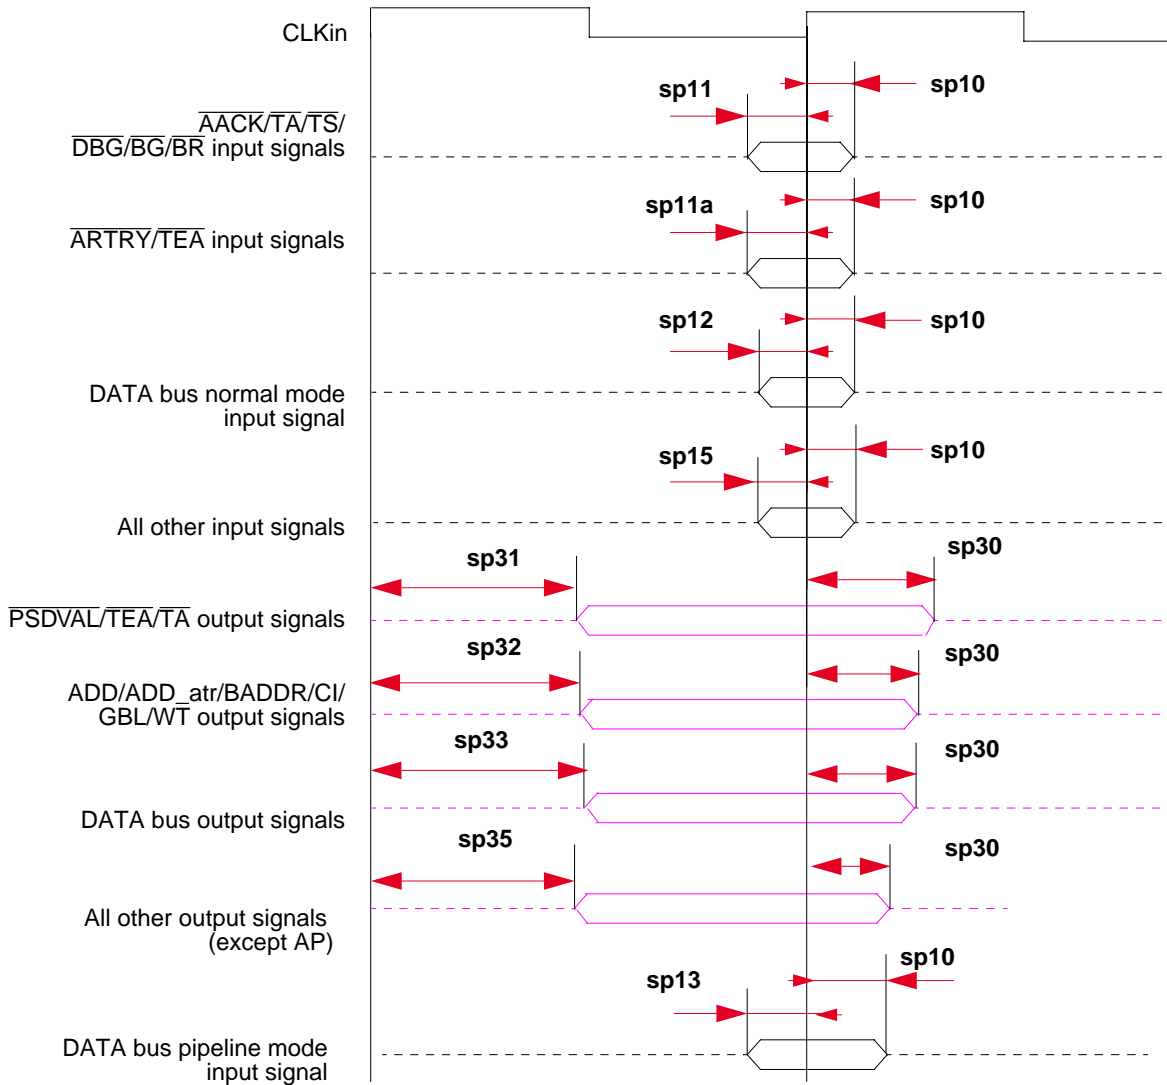 CLKin
sp11
sp10
AACK/TA/TS/
DBG/BG/BR input signals
sp11a
sp10
ARTRY/TEA input signals
sp12
sp10
DATA bus normal mode
input signal
sp15
sp10
All other input signals
sp31
sp30
PSDVAL/TEA/TA output signals
sp32
sp30
ADD/ADD_atr/BADDR/CI/
GBL/WT output signals
sp33
sp30
DATA bus output signals
sp35
sp30
All other output signals
(except AP)
sp10
sp13
DATA bus pipeline mode
input signal